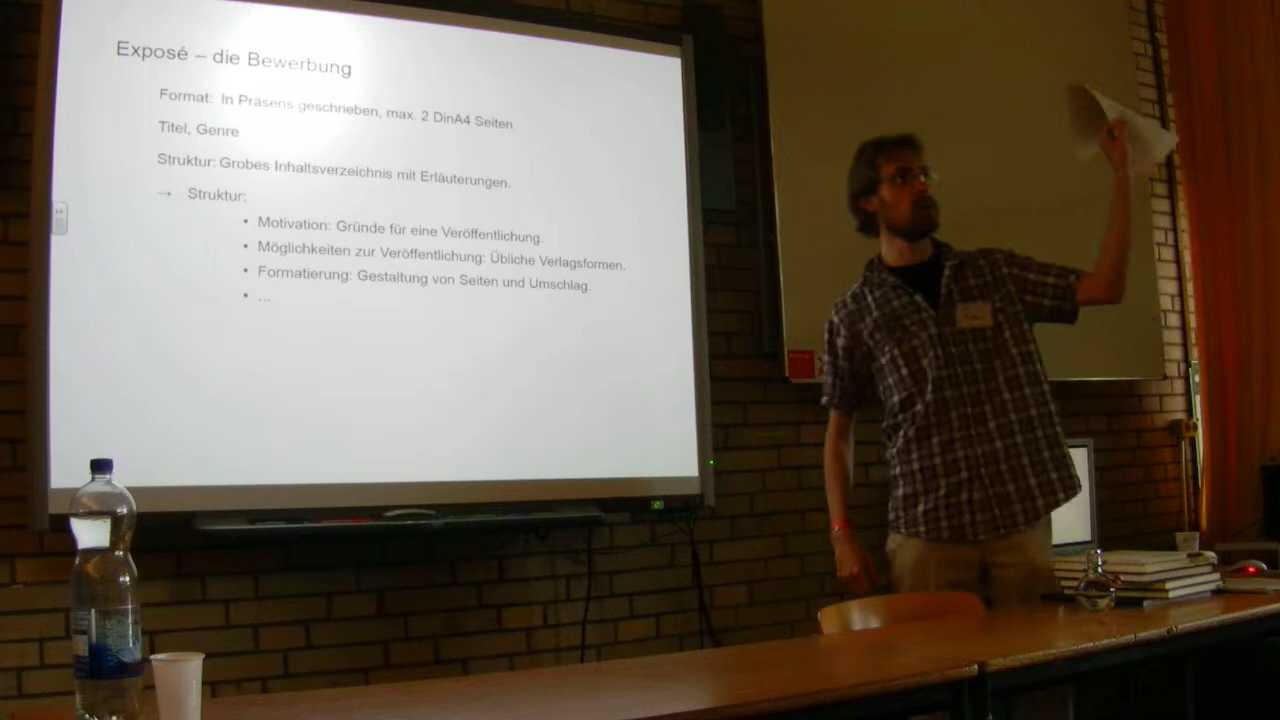 Exposé – die Bewerbung
Format: In Präsens geschrieben, max. 2 DinA4 Seiten
Titel, Genre
Struktur: Grobes Inhaltsverzeichnis mit Erläuterungen.
→ Struktur:
• Motivation: Gründe für eine Veröffentlichung.
• Möglichkeiten zur Veröffentlichung: Übliche Verlagsformen.
• Formatierung: Gestaltung von Seiten und Umschlag.
• ...